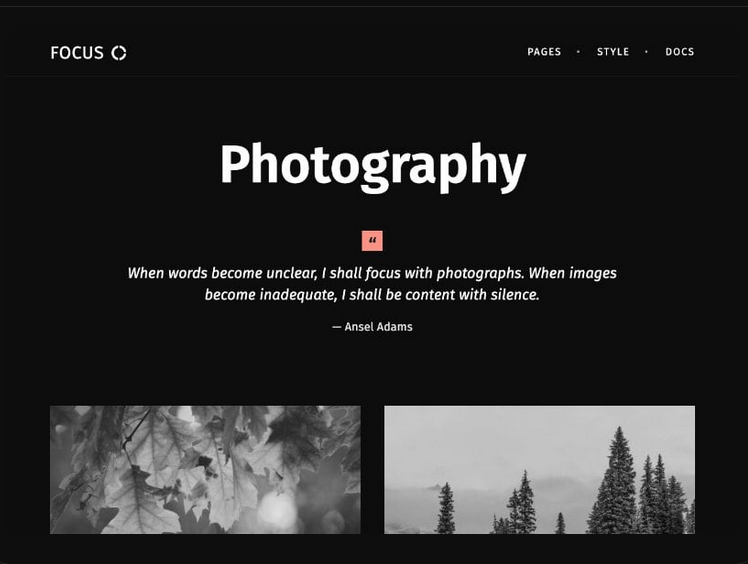 FOCUS
PAGES • STYLE • DOCS
Photography
“
When words become unclear, I shall focus with photographs. When images
become inadequate, I shall be content with silence.
— Ansel Adams